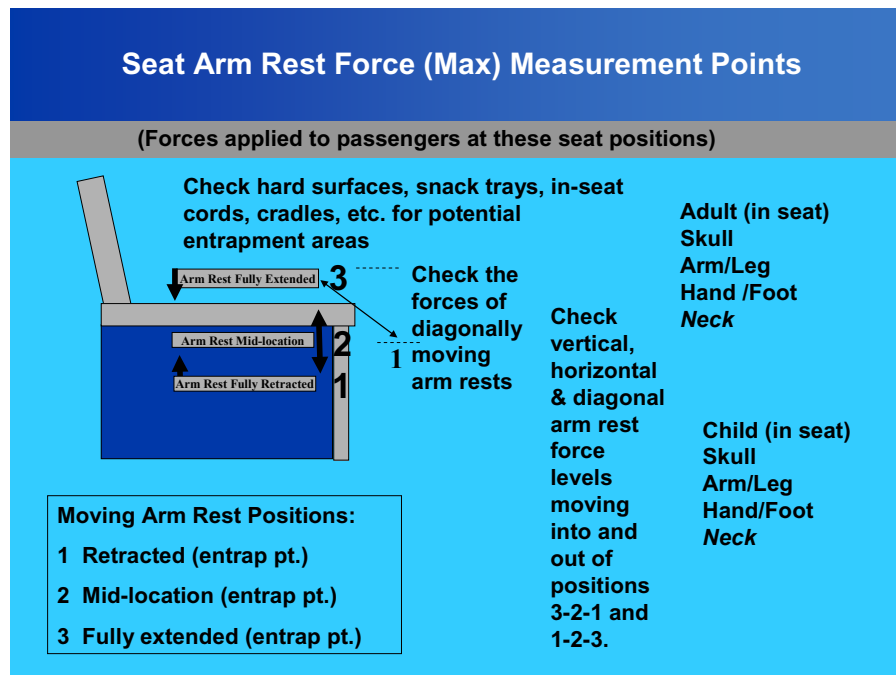 Seat Arm Rest Force (Max) Measurement Points
(Forces applied to passengers at these seat positions)
Check hard surfaces, snack trays, in-seat
cords, cradles, etc. for potential
entrapment areas
Arm Rest Fully Extended
3
Arm Rest Mid-location
2
Arm Rest Fully Retracted
1
1
Check the
forces of
diagonally
moving
arm rests
Check
vertical,
horizontal
& diagonal
arm rest
force
levels
moving
into and
out of
positions
3-2-1 and
1-2-3.
Adult (in seat)
Skull
Arm/Leg
Hand /Foot
Neck
Child (in seat)
Skull
Arm/Leg
Hand/Foot
Neck
Moving Arm Rest Positions:
1 Retracted (entrap pt.)
2 Mid-location (entrap pt.)
3 Fully extended (entrap pt.)